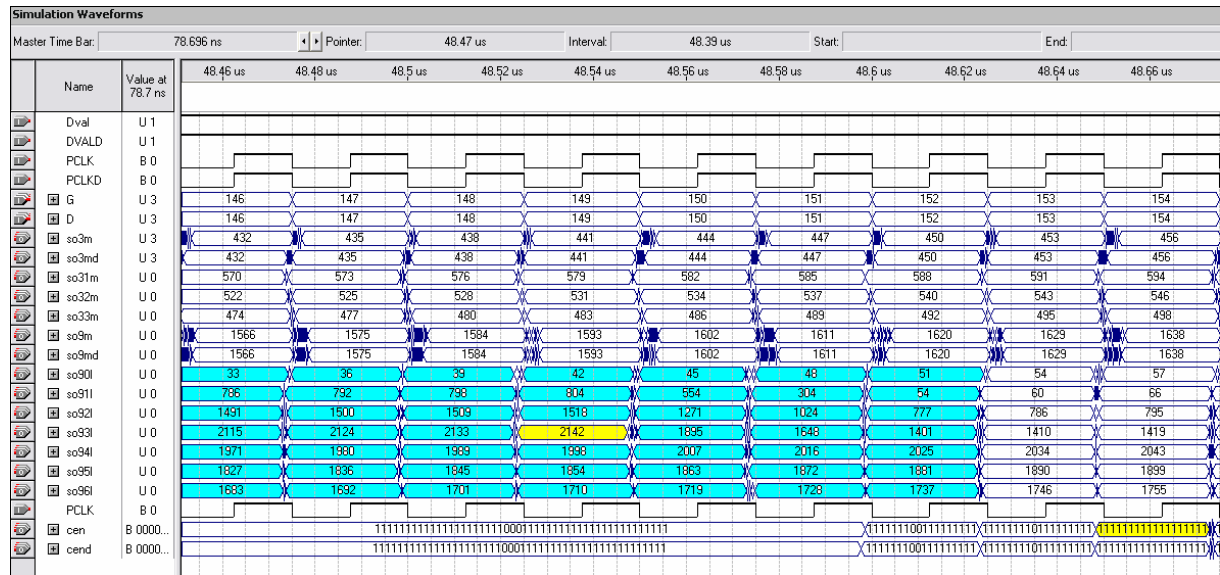 Simulation Waveforms
Master Time Bar: 78.696 ns Pointer: 48.47 us Interval: 48.39 us Start: End:
Name Value at 78.7 ns 48.46 us 48.48 us 48.5 us 48.52 us 48.54 us 48.56 us 48.58 us 48.6 us 48.62 us 48.64 us 48.66 us
Dval U 1
DVALD U 1
PCLK B 0
PCLKD B 0
G U 3 146 147 148 149 150 151 152 153 154
D U 3 146 147 148 149 150 151 152 153 154
so3m U 3 432 435 438 441 444 447 450 453 456
so3md U 3 432 435 438 441 444 447 450 453 456
so31m U 0 570 573 576 579 582 585 588 591 594
so32m U 0 522 525 528 531 534 537 540 543 546
so33m U 0 474 477 480 483 486 489 492 495 498
so9m U 0 1566 1575 1584 1593 1602 1611 1620 1629 1638
so9md U 0 1566 1575 1584 1593 1602 1611 1620 1629 1638
so90l U 0 33 36 39 42 45 48 51 54 57
so91l U 0 786 792 798 804 554 304 54 60 66
so92l U 0 1491 1500 1509 1518 1271 1024 777 786 795
so93l U 0 2115 2124 2133 2142 1895 1648 1401 1410 1419
so94l U 0 1971 1980 1989 1998 2007 2016 2025 2034 2043
so95l U 0 1827 1836 1845 1854 1863 1872 1881 1890 1899
so96l U 0 1683 1692 1701 1710 1719 1728 1737 1746 1755
PCLK B 0
cen B 0000...
cend B 0000...